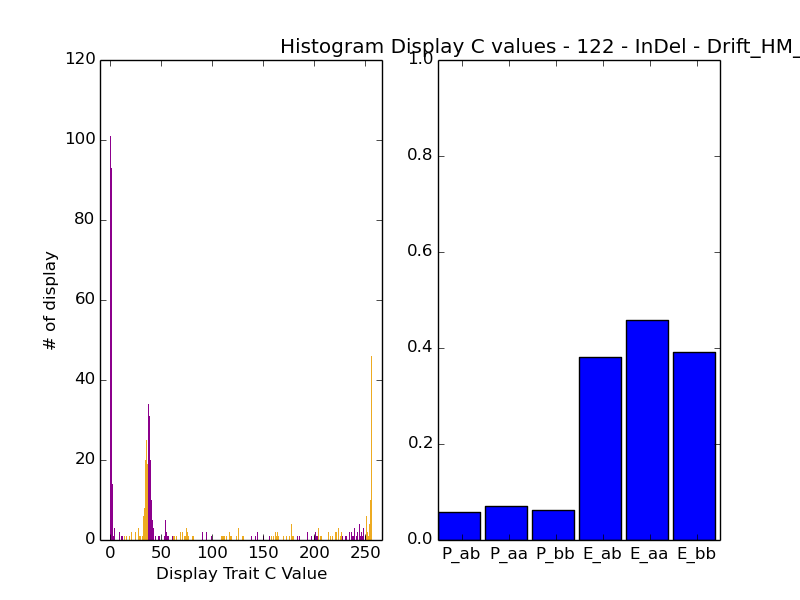 Histogram Display C values - 122 - InDel - Drift_HM_
120
100
80
60
40
20
0
# of display
0 50 100 150 200 250
Display Trait C Value
1.0
0.8
0.6
0.4
0.2
0.0
P_ab P_aa P_bb E_ab E_aa E_bb